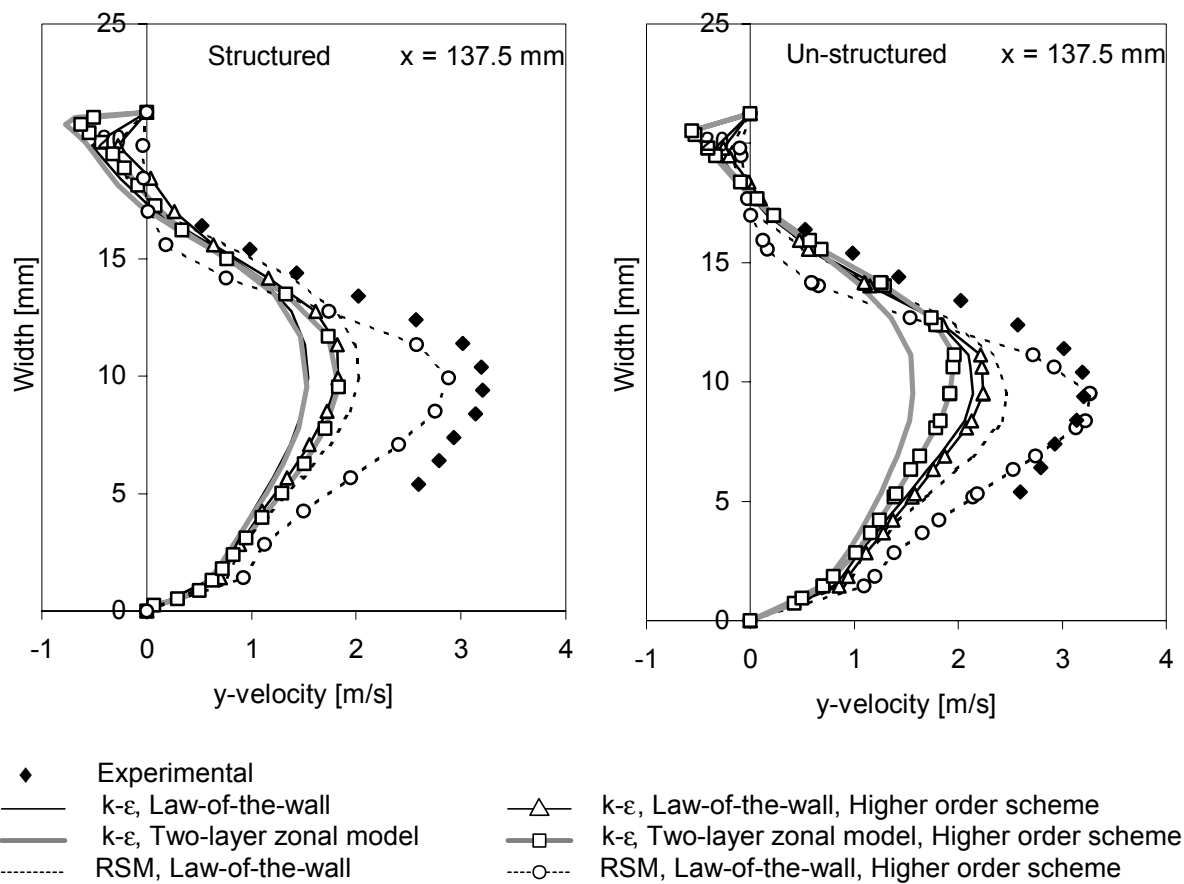 25
Structured x = 137.5 mm
20
15
10
5
0
Width [mm]
-1 0 1 2 3 4
y-velocity [m/s]
25
Un-structured x = 137.5 mm
20
15
10
5
0
Width [mm]
-1 0 1 2 3 4
y-velocity [m/s]
Experimental
k-ε, Law-of-the-wall
k-ε, Two-layer zonal model
RSM, Law-of-the-wall
k-ε, Law-of-the-wall, Higher order scheme
k-ε, Two-layer zonal model, Higher order scheme
RSM, Law-of-the-wall, Higher order scheme